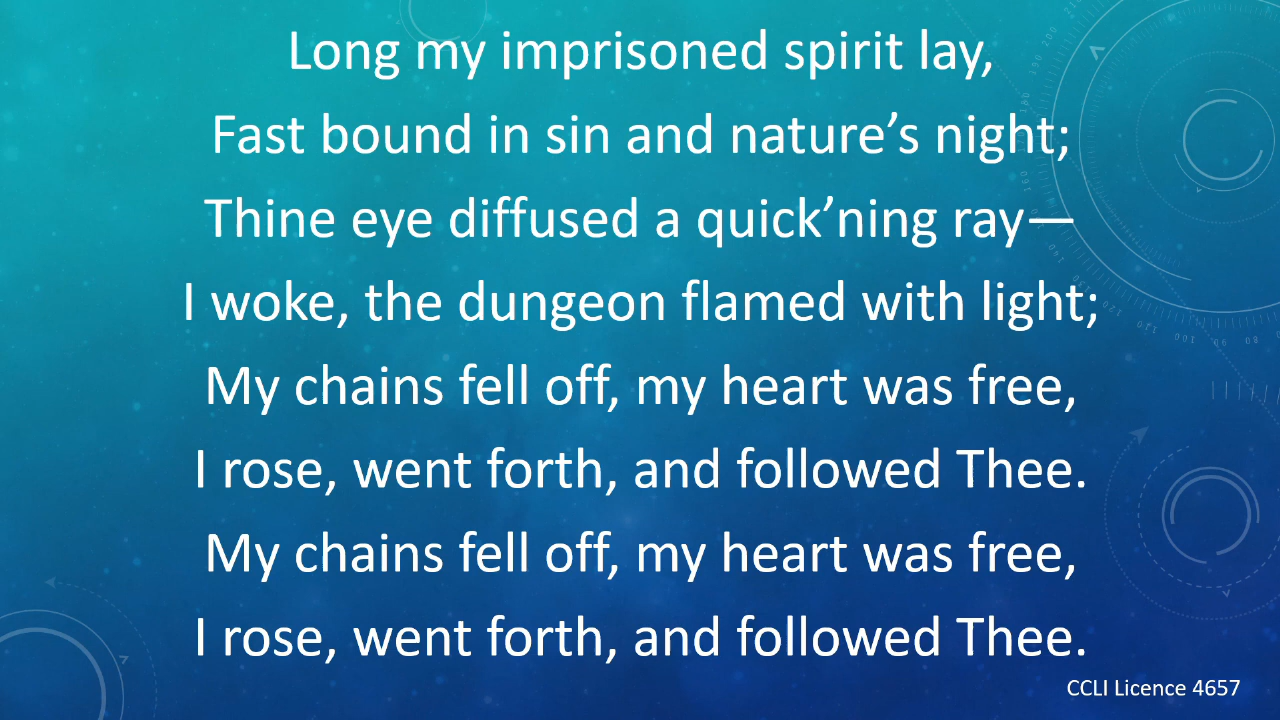 Long my imprisoned spirit lay,
Fast bound in sin and nature’s night;
Thine eye diffused a quick’ning ray—
I woke, the dungeon flamed with light;
My chains fell off, my heart was free,
I rose, went forth, and followed Thee.
My chains fell off, my heart was free,
I rose, went forth, and followed Thee.
CCLI Licence 4657